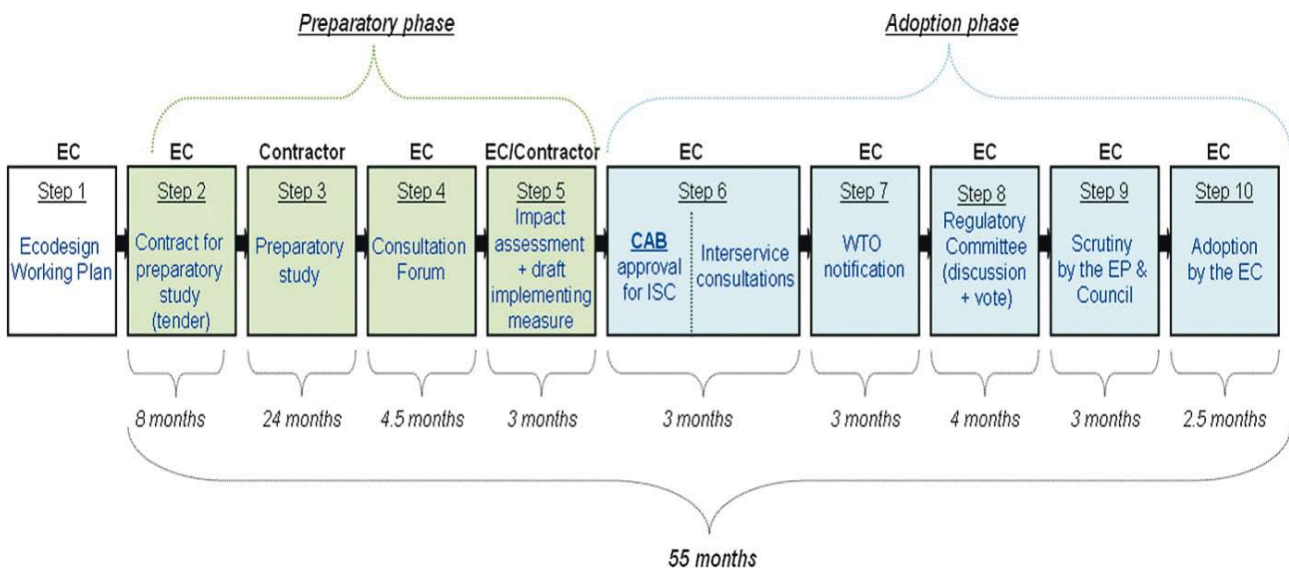 Preparatory phase
Adoption phase
EC
EC
Contractor
EC
EC/Contractor
EC
EC
EC
EC
EC
Step 1
Ecodesign
Working Plan
Step 2
Contract for
preparatory
study
(tender)
Step 3
Preparatory
study
Step 4
Consultation
Forum
Step 5
Impact
assessment
+ draft
implementing
measure
Step 6
CAB
approval
for ISC
Interservice
consultations
Step 7
WTO
notification
Step 8
Regulatory
Committee
(discussion
+ vote)
Step 9
Scrutiny
by the EP &
Council
Step 10
Adoption
by the EC
8 months
24 months
4.5 months
3 months
3 months
3 months
4 months
3 months
2.5 months
55 months